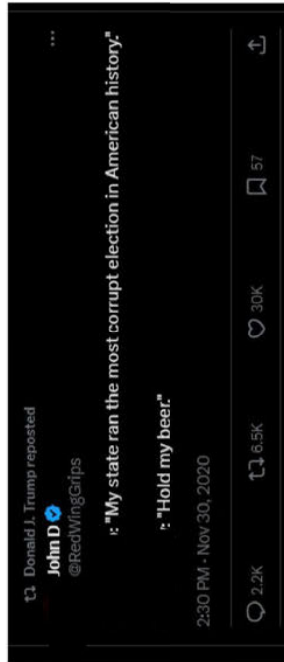 Donald J. Trump reposted
John D
@RedWingGrips
: "My state ran the most corrupt election in American history."
: "Hold my beer."
2:30 PM · Nov 30, 2020
2.2K 6.5K 30K 57